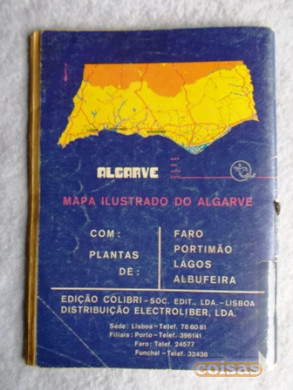 ALGARVE
MAPA ILUSTRADO DO ALGARVE
COM:
PLANTAS
DE:
FARO
PORTIMÃO
LAGOS
ALBUFEIRA
EDIÇÃO COLIBRI - SOC. EDIT., LDA. - LISBOA
DISTRIBUIÇÃO ELECTROLIBER, LDA.
Sede: Lisboa - Telef. 78 60 81
Filiais: Porto - Telef. 396141
Faro: Telef. 24577
Funchal - Telef. 32436
coisas